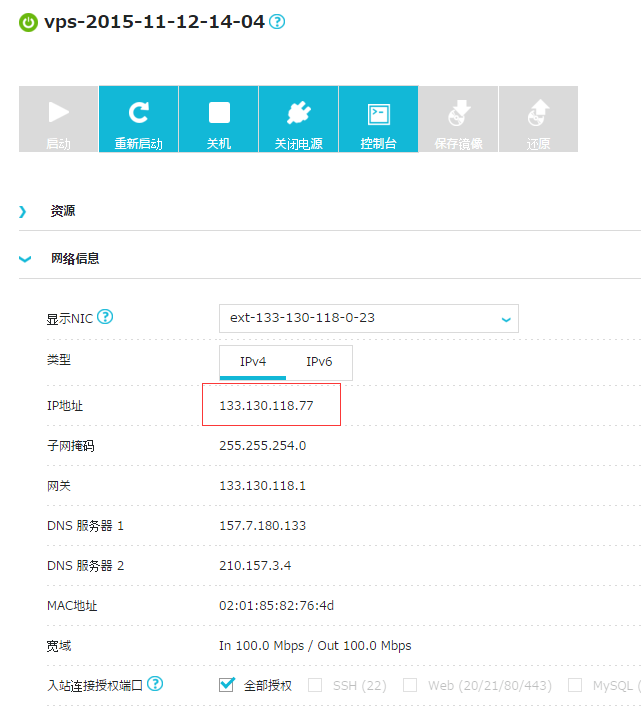 vps-2015-11-12-14-04 ?
启动 重新启动 关机 关闭电源 控制台 保存镜像 还原
资源
网络信息
显示NIC ? ext-133-130-118-0-23
类型 IPv4 IPv6
IP地址 133.130.118.77
子网掩码 255.255.254.0
网关 133.130.118.1
DNS 服务器 1 157.7.180.133
DNS 服务器 2 210.157.3.4
MAC地址 02:01:85:82:76:4d
宽域 In 100.0 Mbps / Out 100.0 Mbps
入站连接授权端口 ? 全部授权 SSH (22) Web (20/21/80/443) MySQL (